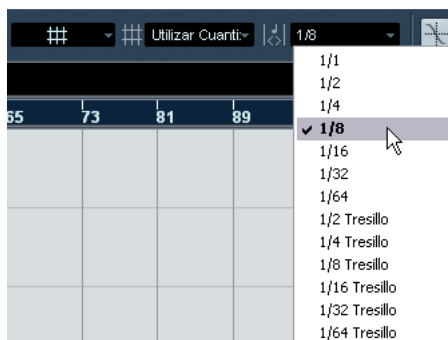 Utilizar Cuanti:
1/8
1/1
1/2
1/4
65 73 81 89
1/8
1/16
1/32
1/64
1/2 Tresillo
1/4 Tresillo
1/8 Tresillo
1/16 Tresillo
1/32 Tresillo
1/64 Tresillo